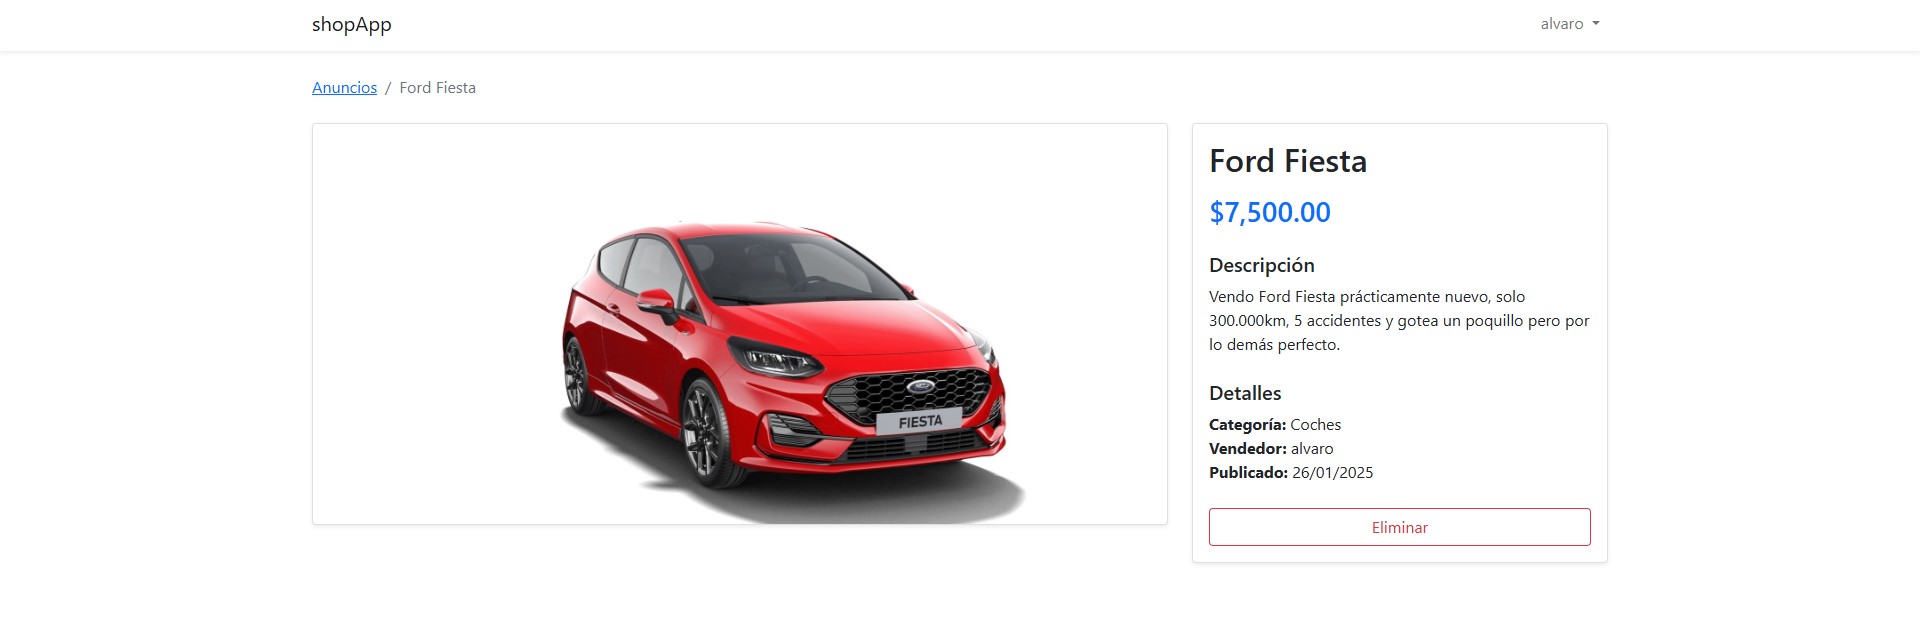 shopApp
alvaro
Anuncios / Ford Fiesta
FIESTA
Ford Fiesta
$7,500.00
Descripción
Vendo Ford Fiesta prácticamente nuevo, solo
300.000km, 5 accidentes y gotea un poquillo pero por
lo demás perfecto.
Detalles
Categoría: Coches
Vendedor: alvaro
Publicado: 26/01/2025
Eliminar